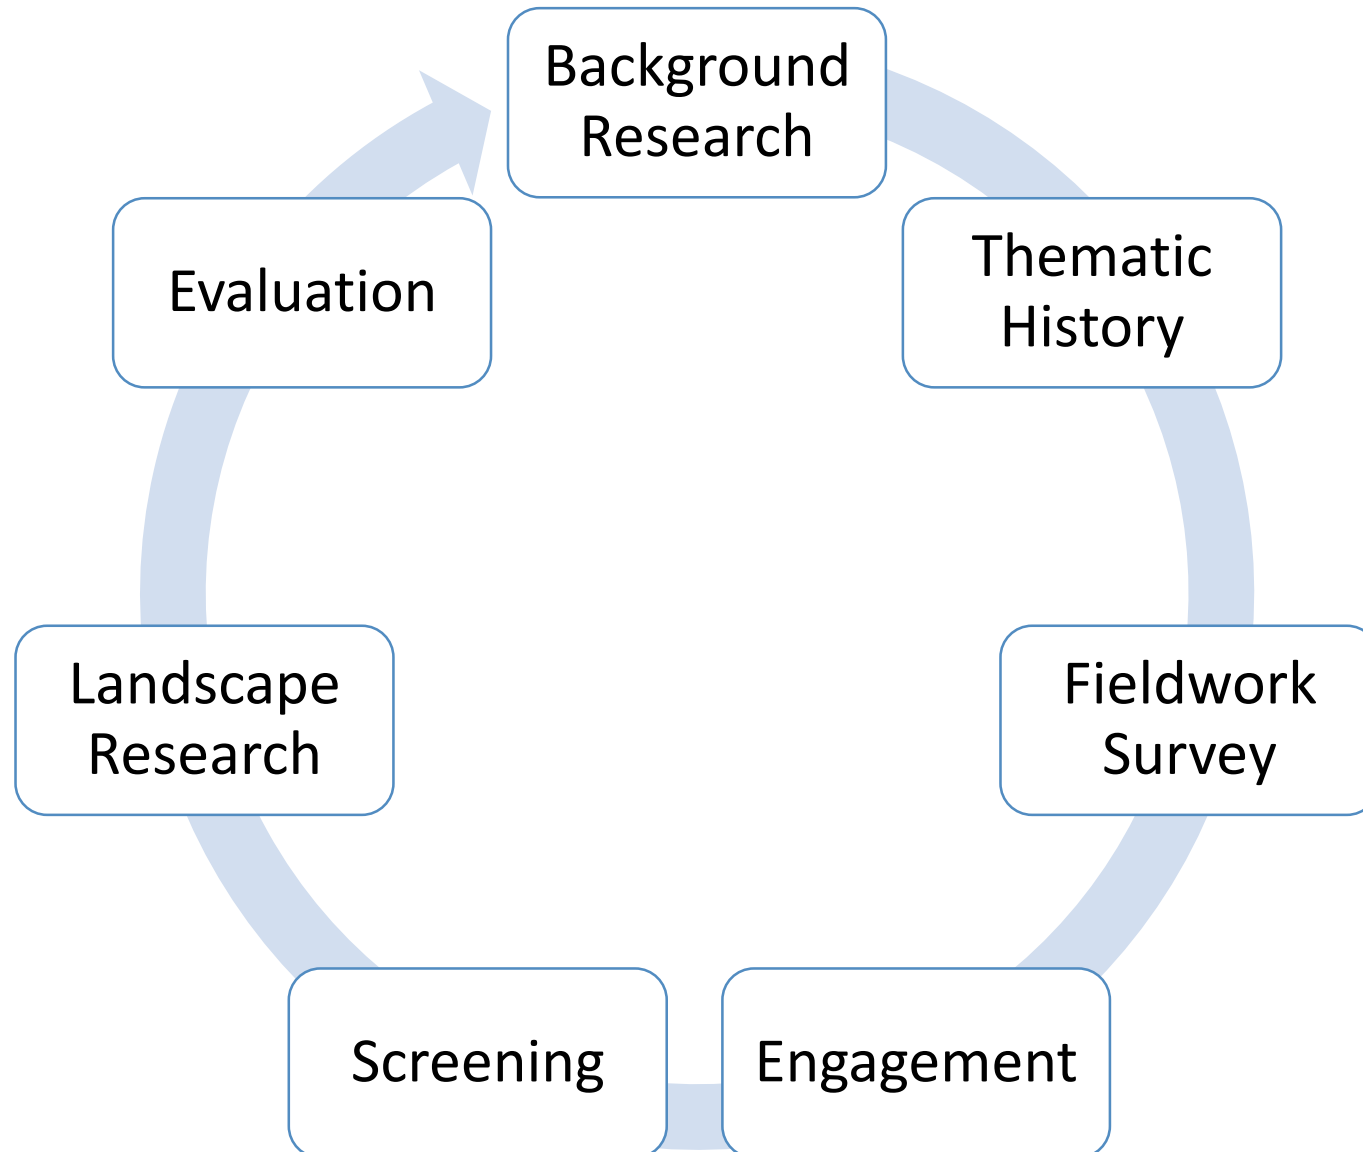 Background
Research
Thematic
History
Fieldwork
Survey
Engagement
Screening
Landscape
Research
Evaluation